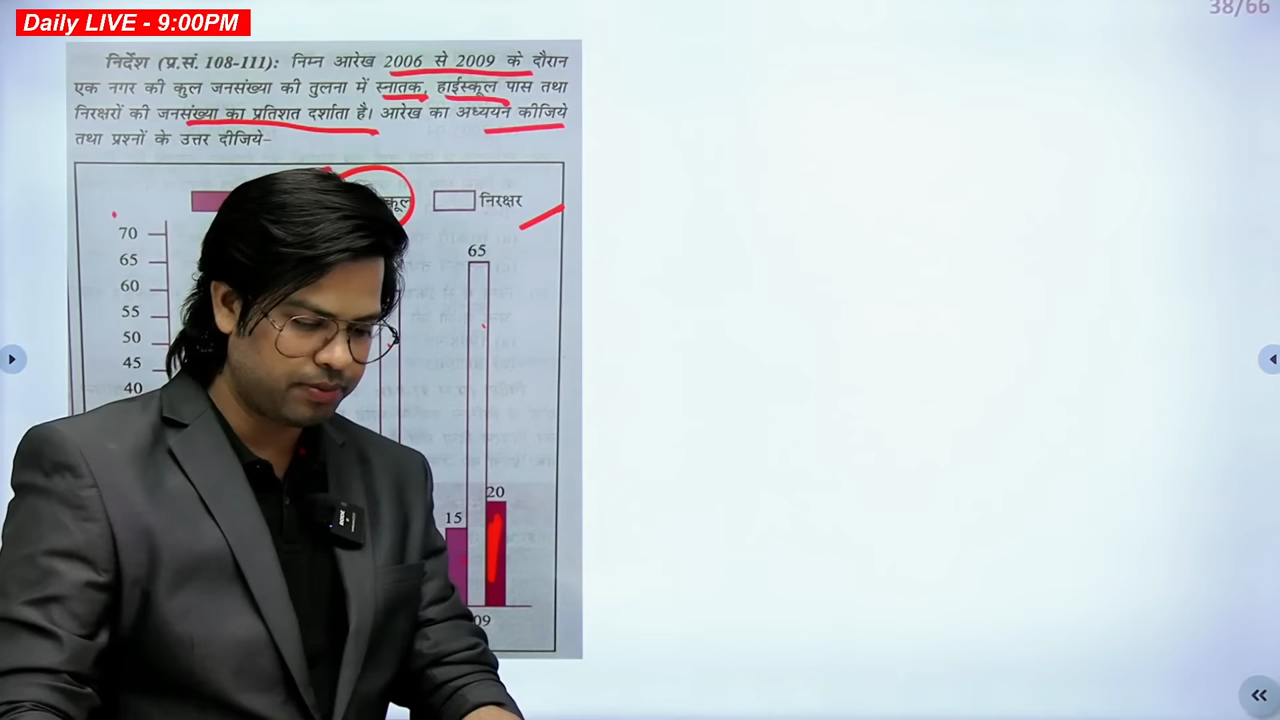 Daily LIVE - 9:00PM
38/66
निर्देश (प्र.सं. 108-111): निम्न आरेख 2006 से 2009 के दौरान
एक नगर की कुल जनसंख्या की तुलना में स्नातक, हाईस्कूल पास तथा
निरक्षरों की जनसंख्या का प्रतिशत दर्शाता है। आरेख का अध्ययन कीजिये
तथा प्रश्नों के उत्तर दीजिये–
निरक्षर
70
65
65
60
55
50
45
40
20
15